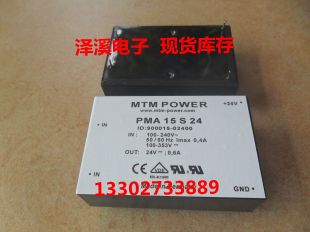 泽溪电子 现货库存
MTM POWER
www.mtm-power.com
+24V
PMA 15 S 24
ID:900015-02400
IN
IN: 100-240V~
50/60 Hz Imax 0,4A
100-353V
OUT: 24V 0,6A
IN
GND
13302733889